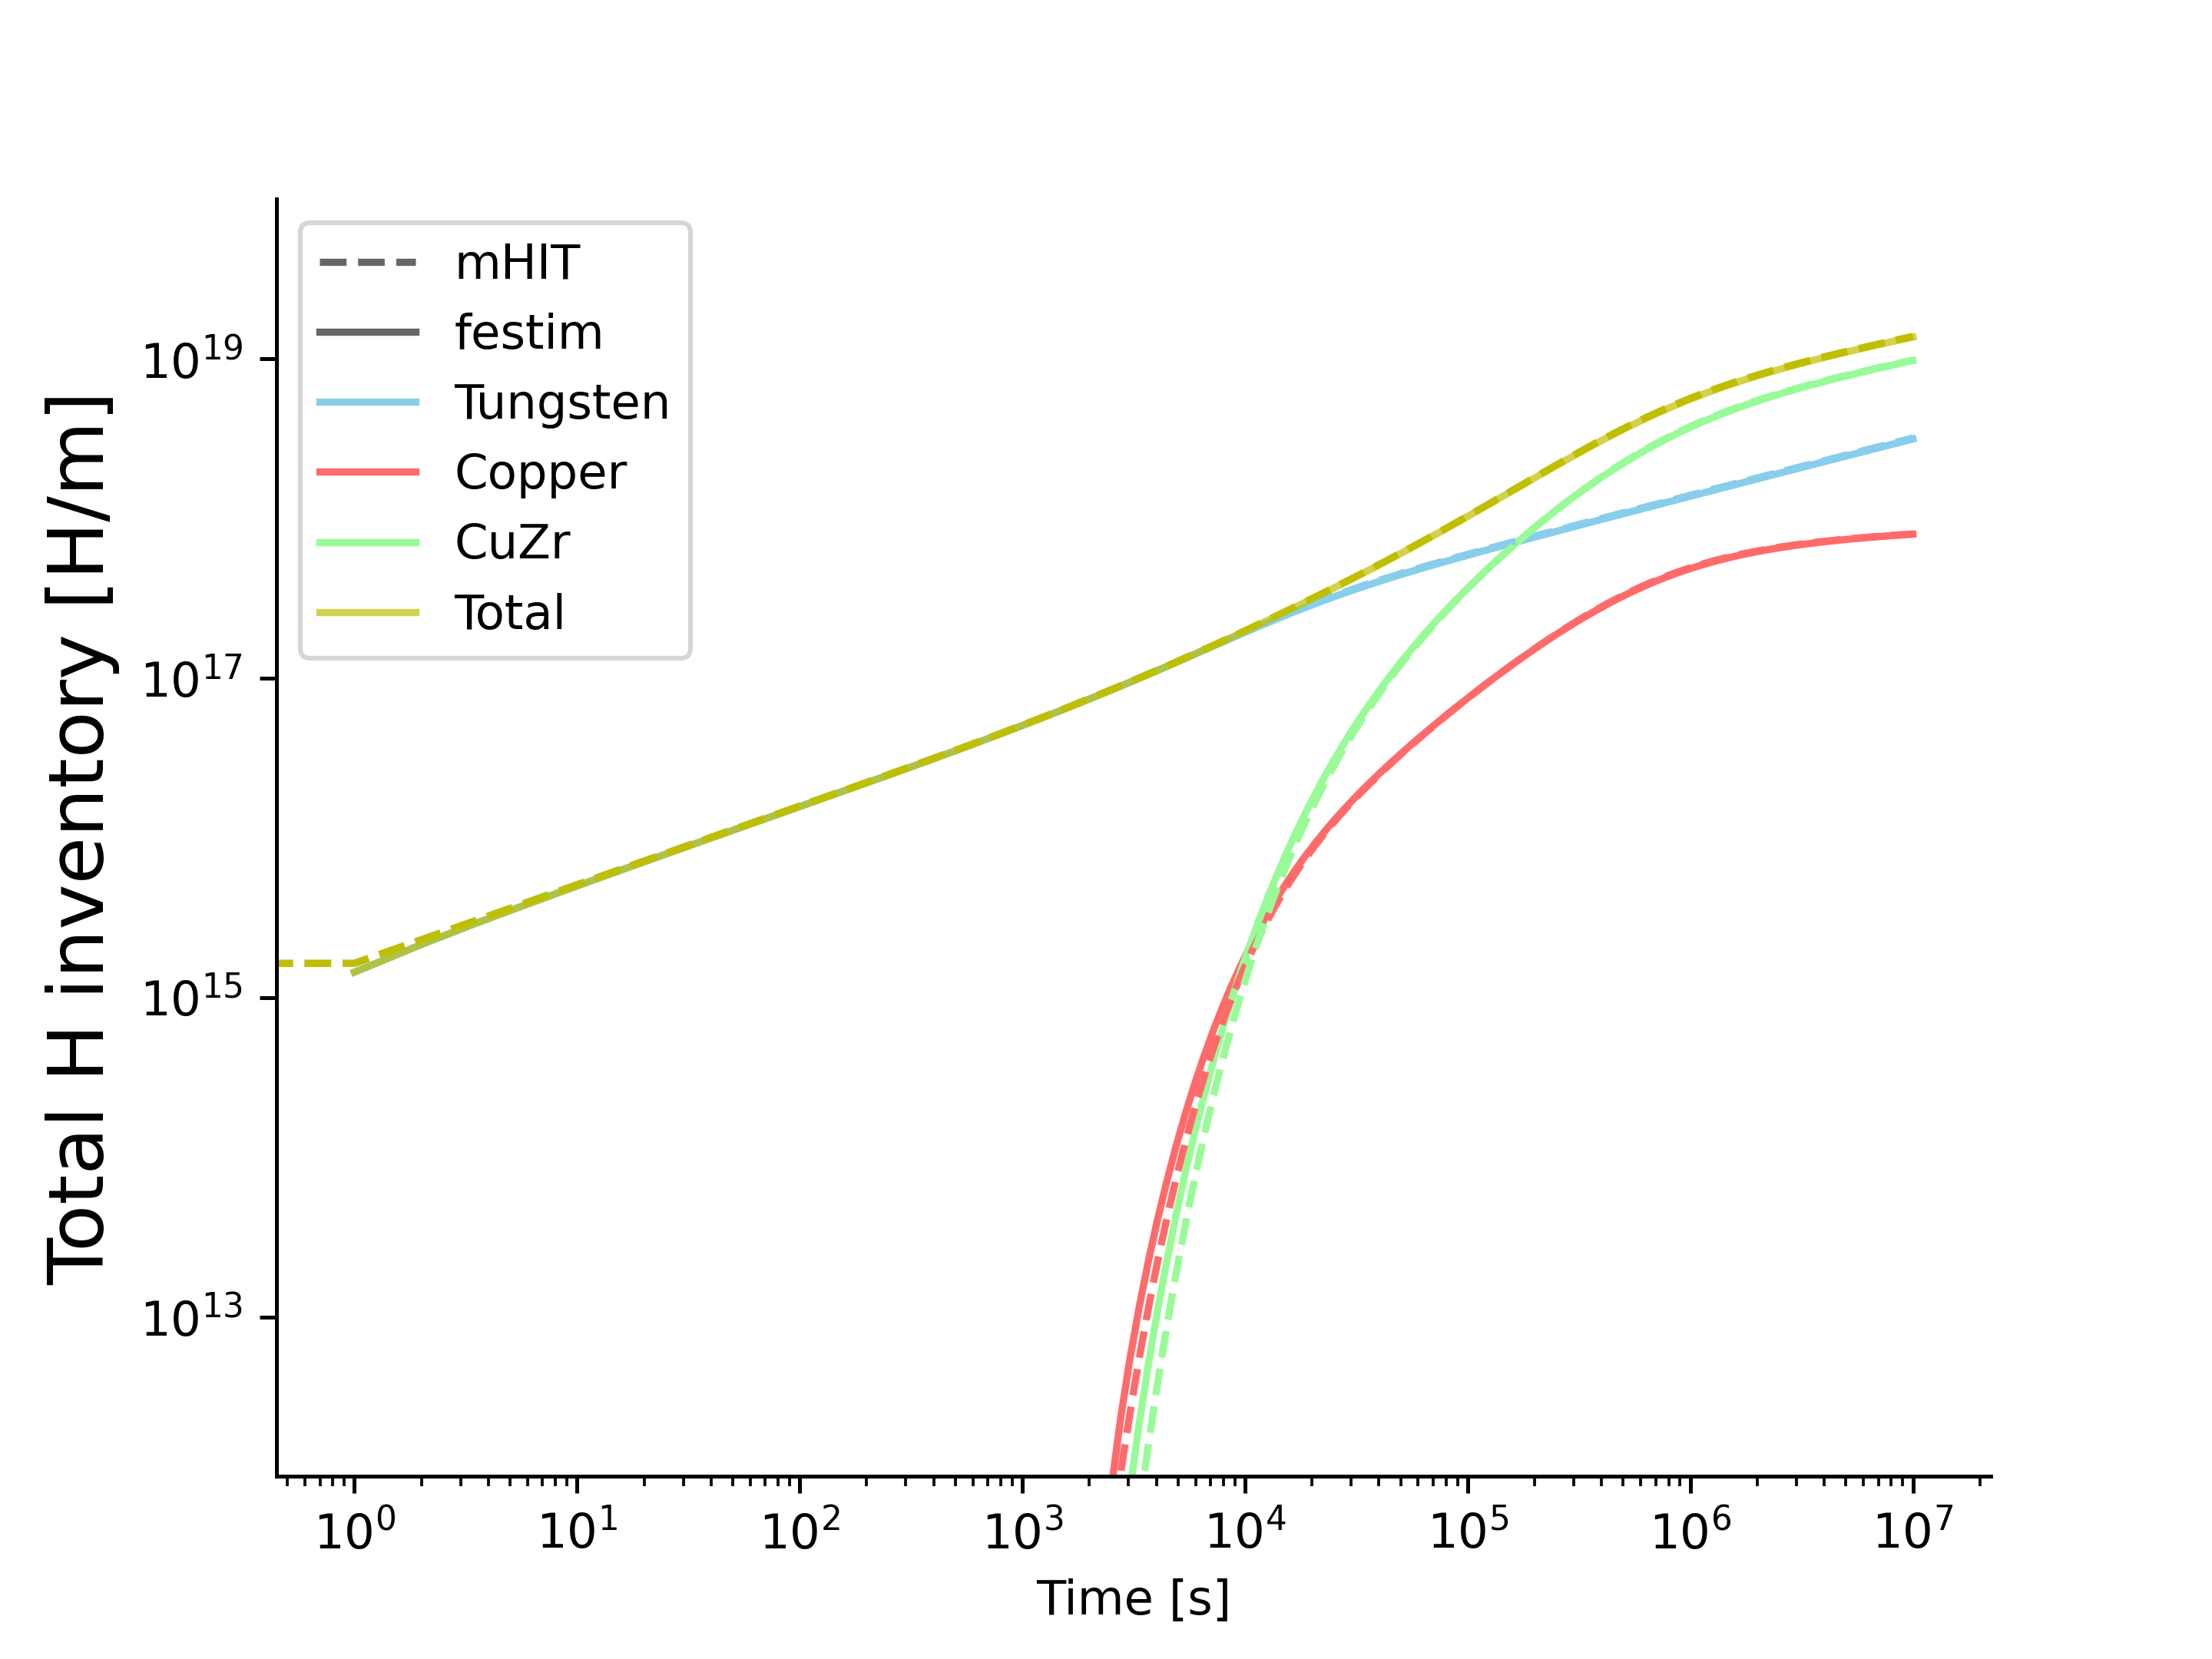 mHIT
festim
Tungsten
Copper
CuZr
Total
Total H inventory [H/m]
10^19
10^17
10^15
10^13
10^0 10^1 10^2 10^3 10^4 10^5 10^6 10^7
Time [s]